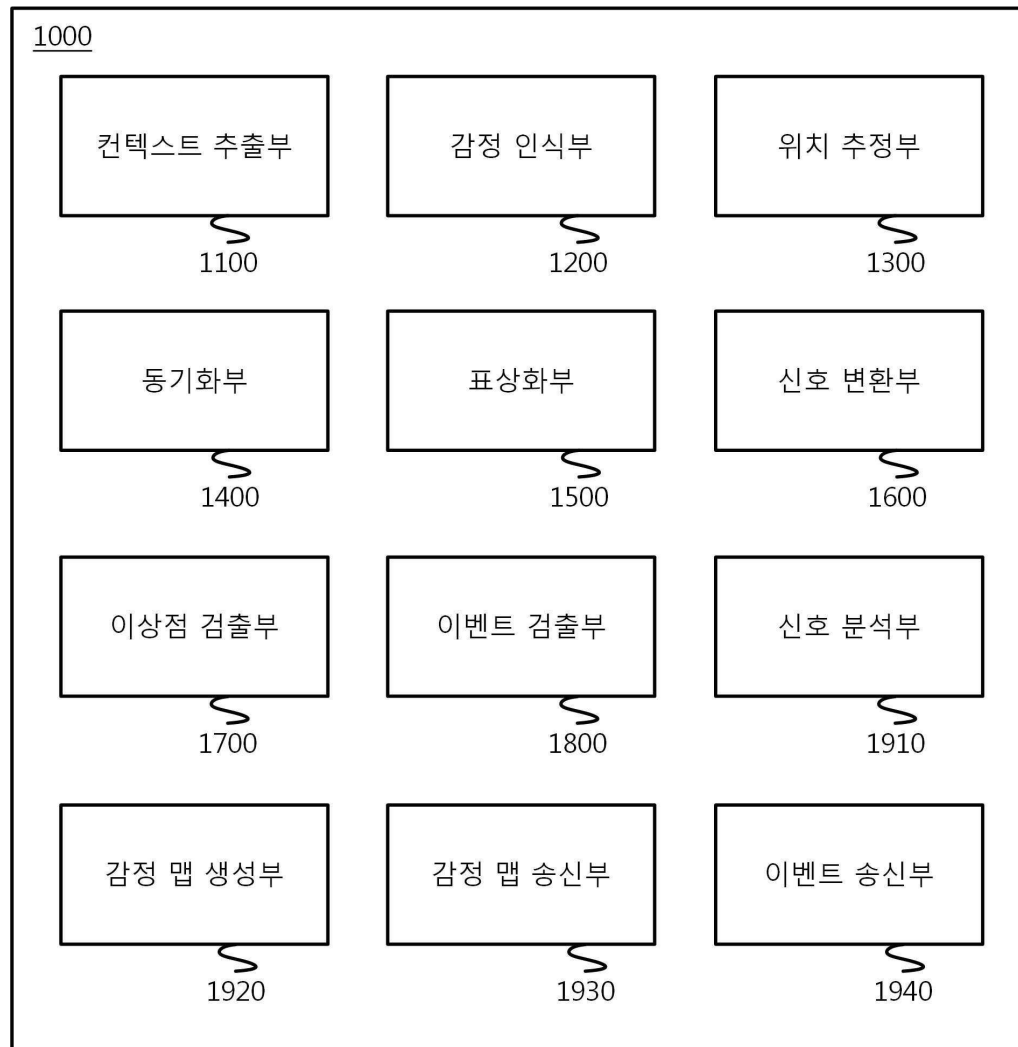 1000
컨텍스트 추출부
감정 인식부
위치 추정부
1100
1200
1300
동기화부
표상화부
신호 변환부
1400
1500
1600
이상점 검출부
이벤트 검출부
신호 분석부
1700
1800
1910
감정 맵 생성부
감정 맵 송신부
이벤트 송신부
1920
1930
1940